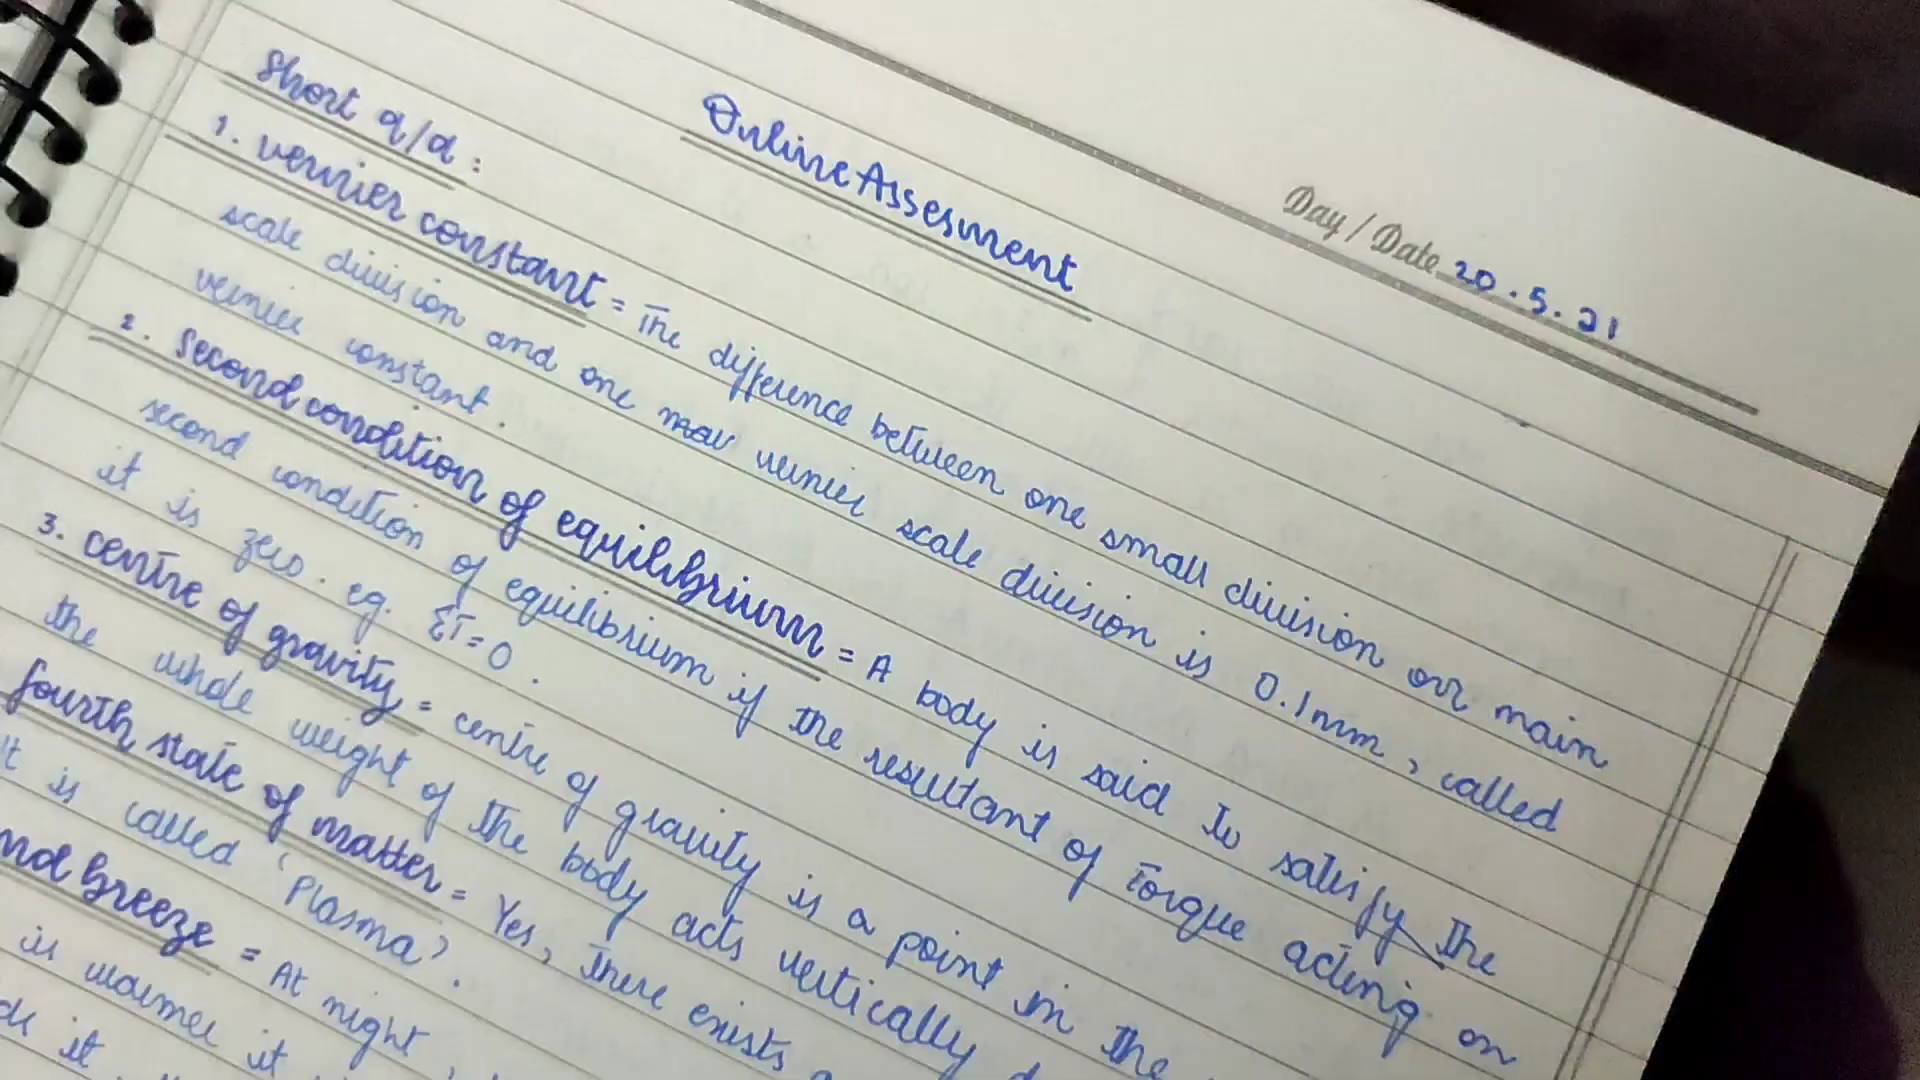 Day/Date 20.5.21
Online Assesment
Short q/a:
1. vernier constant = The difference between one small division on main
scale division and one vernier scale division is 0.1mm, called
vernier constant.
2. Second condition of equilibrium = A body is said to satisfy the
second condition of equilibrium if the resultant of Torque acting on
it is zero. eg. ΣT=0.
3. centre of gravity = centre of gravity is a point in the
the whole weight of the body acts vertically
fourth state of matter = Yes, There exists a
It is called 'Plasma'.
breeze = At night,
is warmer it
it